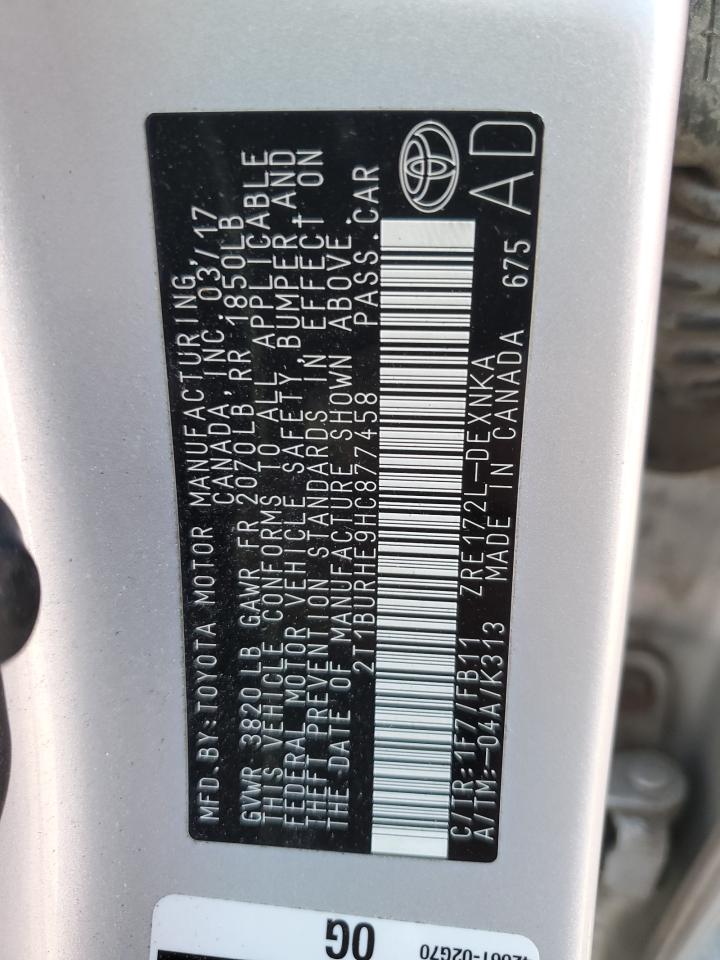 MFD.BY:TOYOTA MOTOR MANUFACTURING,
CANADA, INC. 03/17
GVWR 3820LB GAWR FR 2070LB, RR 1850LB
THIS VEHICLE CONFORMS TO ALL APPLICABLE
FEDERAL MOTOR VEHICLE SAFETY, BUMPER, AND
THEFT PREVENTION STANDARDS IN EFFECT ON
THE DATE OF MANUFACTURE SHOWN ABOVE.
2T1BURHE9HC877458 PASS.CAR
C/TR:1F7/FB11 ZRE172L-DEXNKA
A/TM:-04A/K313 MADE IN CANADA 675
AD
0G